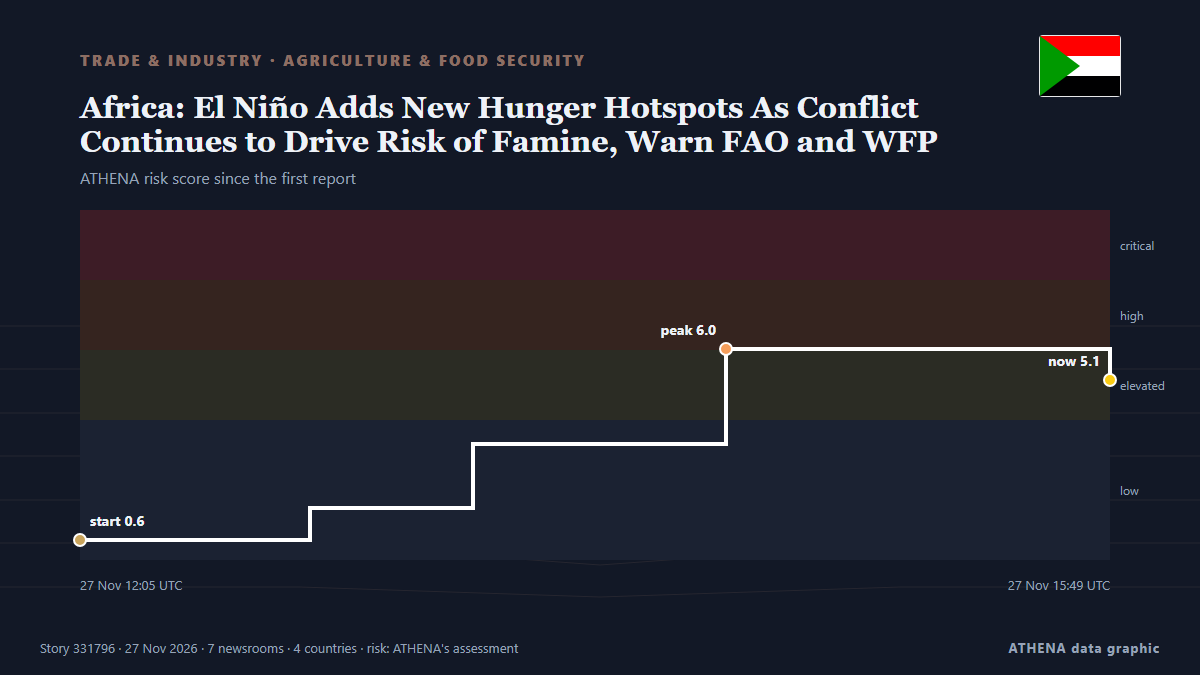 TRADE & INDUSTRY · AGRICULTURE & FOOD SECURITY
Africa: El Niño Adds New Hunger Hotspots As Conflict
Continues to Drive Risk of Famine, Warn FAO and WFP
ATHENA risk score since the first report
critical
high
peak 6.0
now 5.1
elevated
low
start 0.6
27 Nov 12:05 UTC
27 Nov 15:49 UTC
Story 331796 · 27 Nov 2026 · 7 newsrooms · 4 countries · risk: ATHENA's assessment
ATHENA data graphic